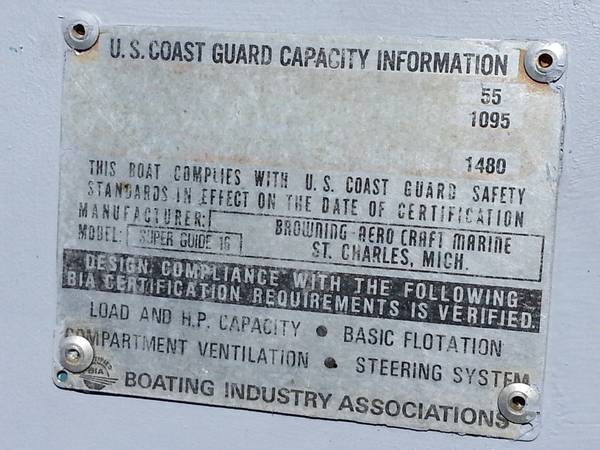 U.S. COAST GUARD CAPACITY INFORMATION
55
1095
1480
THIS BOAT COMPLIES WITH U.S. COAST GUARD SAFETY
STANDARDS IN EFFECT ON THE DATE OF CERTIFICATION
MANUFACTURER: BROWNING AERO CRAFT MARINE
ST. CHARLES, MICH.
MODEL: SUPER GUIDE 16
DESIGN COMPLIANCE WITH THE FOLLOWING
BIA CERTIFICATION REQUIREMENTS IS VERIFIED.
LOAD AND H.P. CAPACITY • BASIC FLOTATION
COMPARTMENT VENTILATION • STEERING SYSTEM
BIA
BOATING INDUSTRY ASSOCIATIONS